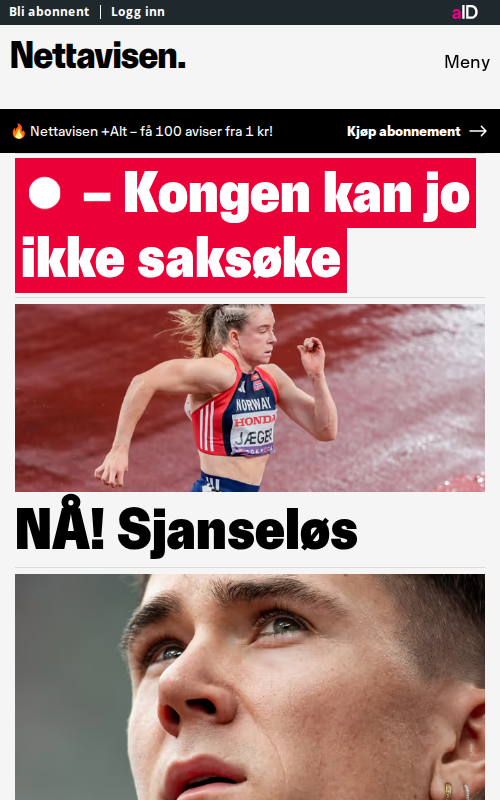 Bli abonnent | Logg inn
aID
Nettavisen.
Meny
🔥 Nettavisen +Alt – få 100 aviser fra 1 kr!
Kjøp abonnement →
– Kongen kan jo
ikke saksøke
NORWAY
HONDA
JÆGER
NÅ! Sjanseløs